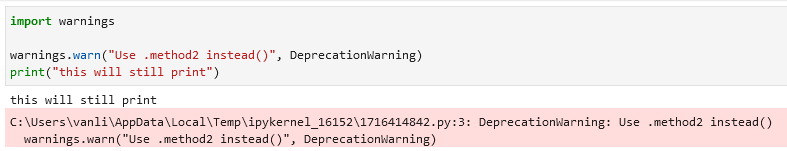 import warnings
warnings.warn("Use .method2 instead()", DeprecationWarning)
print("this will still print")
this will still print
C:\Users\vanli\AppData\Local\Temp\ipykernel_16152\1716414842.py:3: DeprecationWarning: Use .method2 instead()
  warnings.warn("Use .method2 instead()", DeprecationWarning)